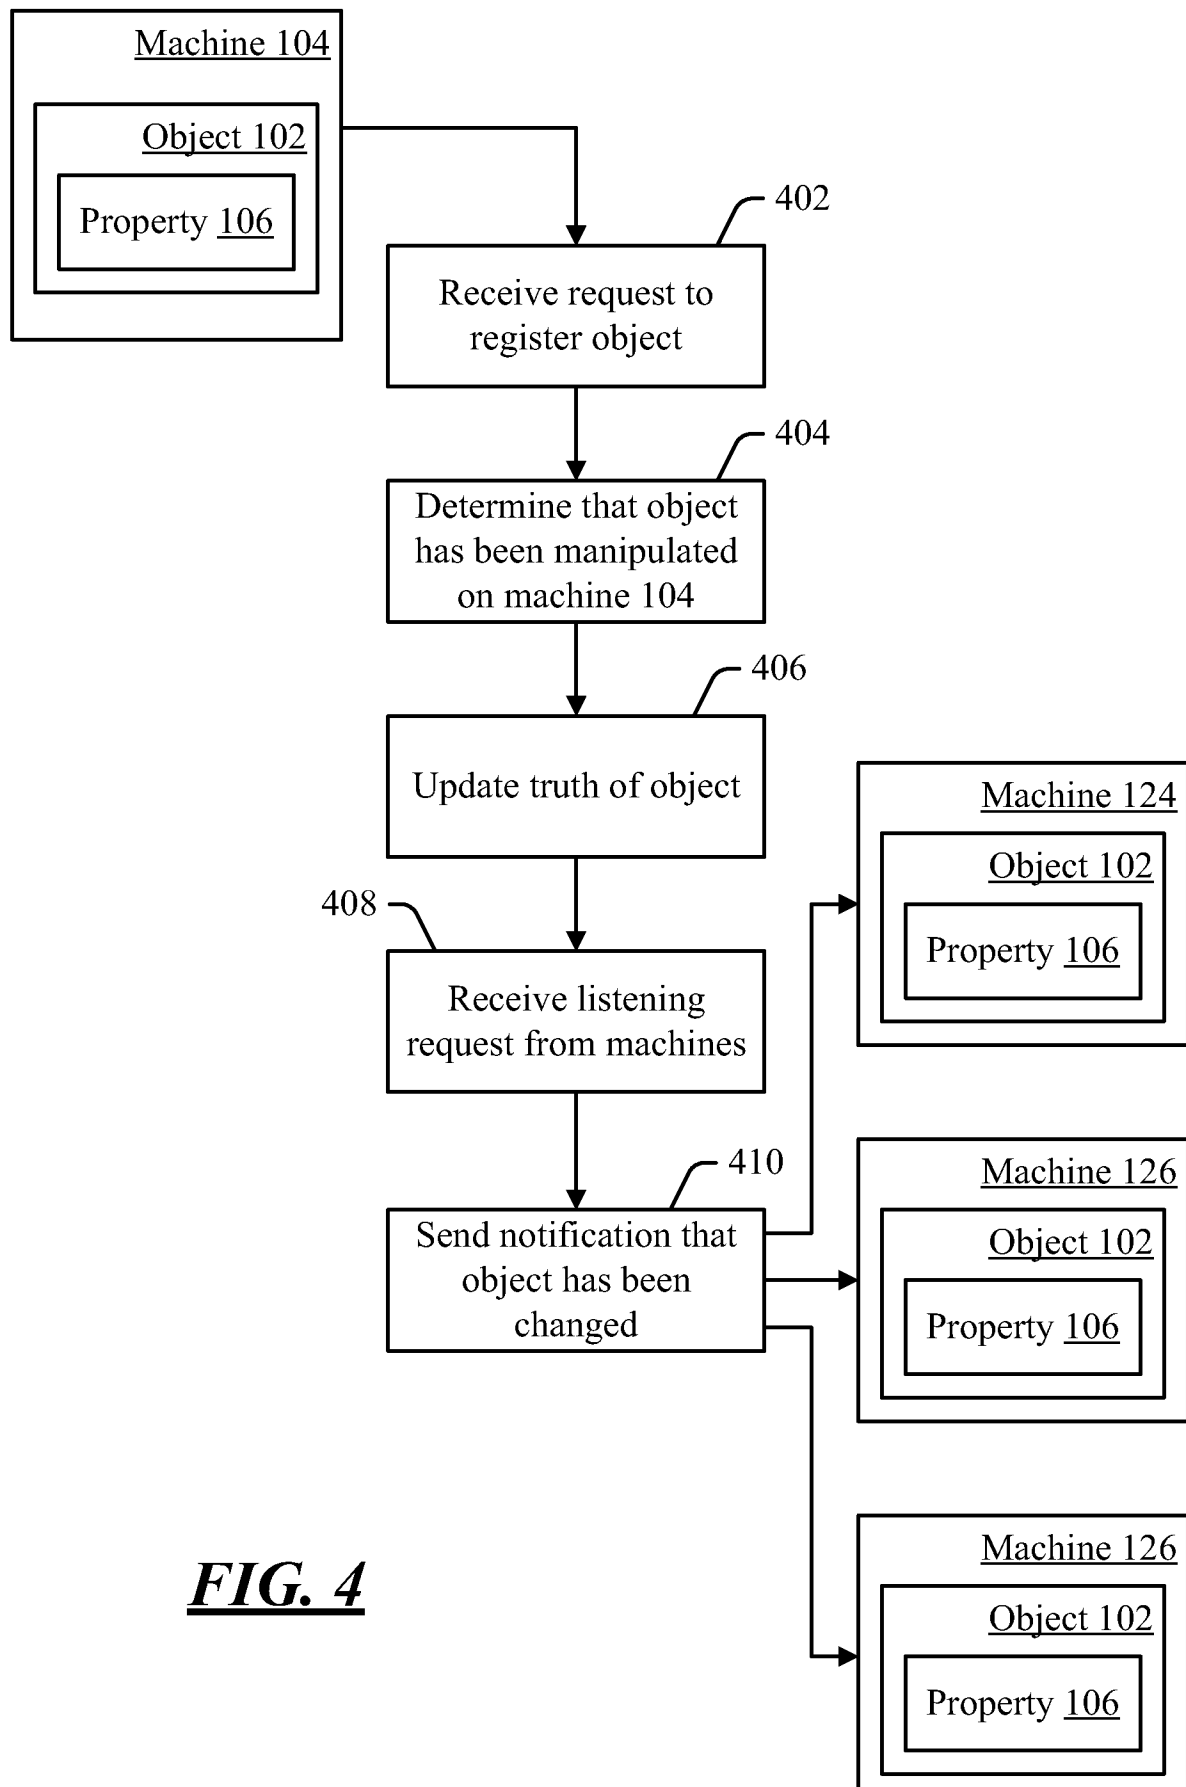 Machine 104
Object 102
Property 106
402
Receive request to
register object
404
Determine that object
has been manipulated
on machine 104
406
Update truth of object
408
Receive listening
request from machines
410
Send notification that
object has been
changed
Machine 124
Object 102
Property 106
Machine 126
Object 102
Property 106
Machine 126
Object 102
Property 106
FIG. 4